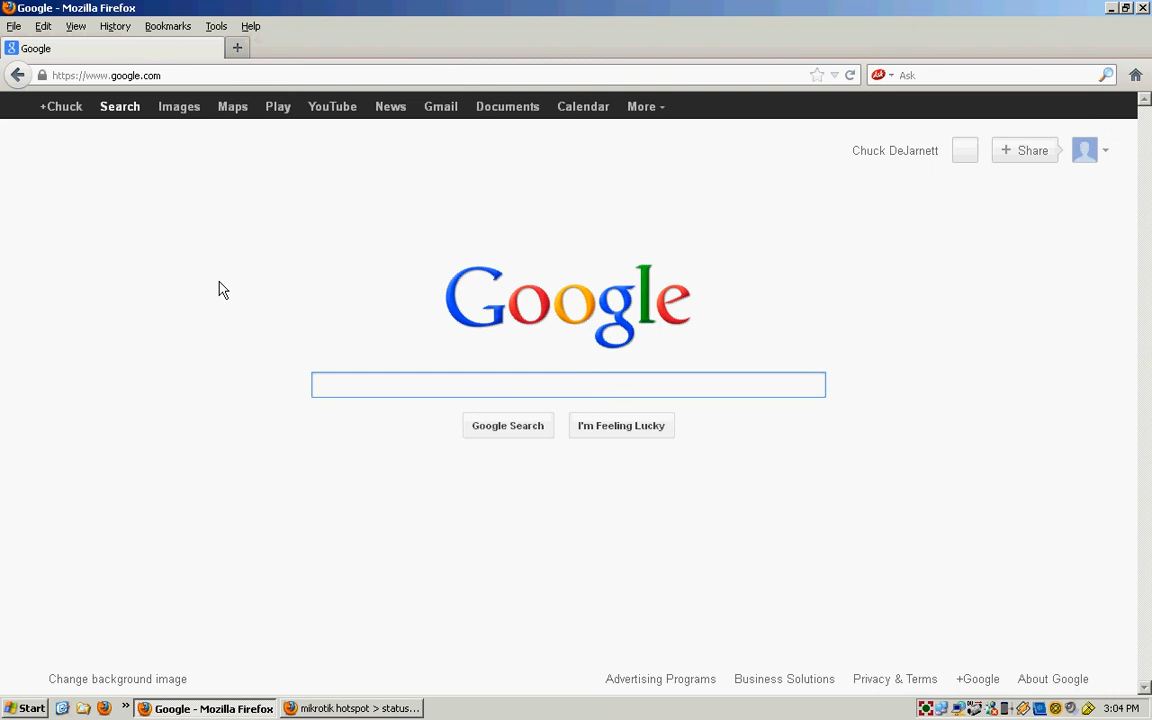 Google - Mozilla Firefox
File Edit View History Bookmarks Tools Help
Google
https://www.google.com
Ask
+Chuck Search Images Maps Play YouTube News Gmail Documents Calendar More
Chuck DeJarnett
+ Share
Google
Google Search I'm Feeling Lucky
Change background image Advertising Programs Business Solutions Privacy & Terms +Google About Google
Start Google - Mozilla Firefox mikrotik hotspot > status... 3:04 PM